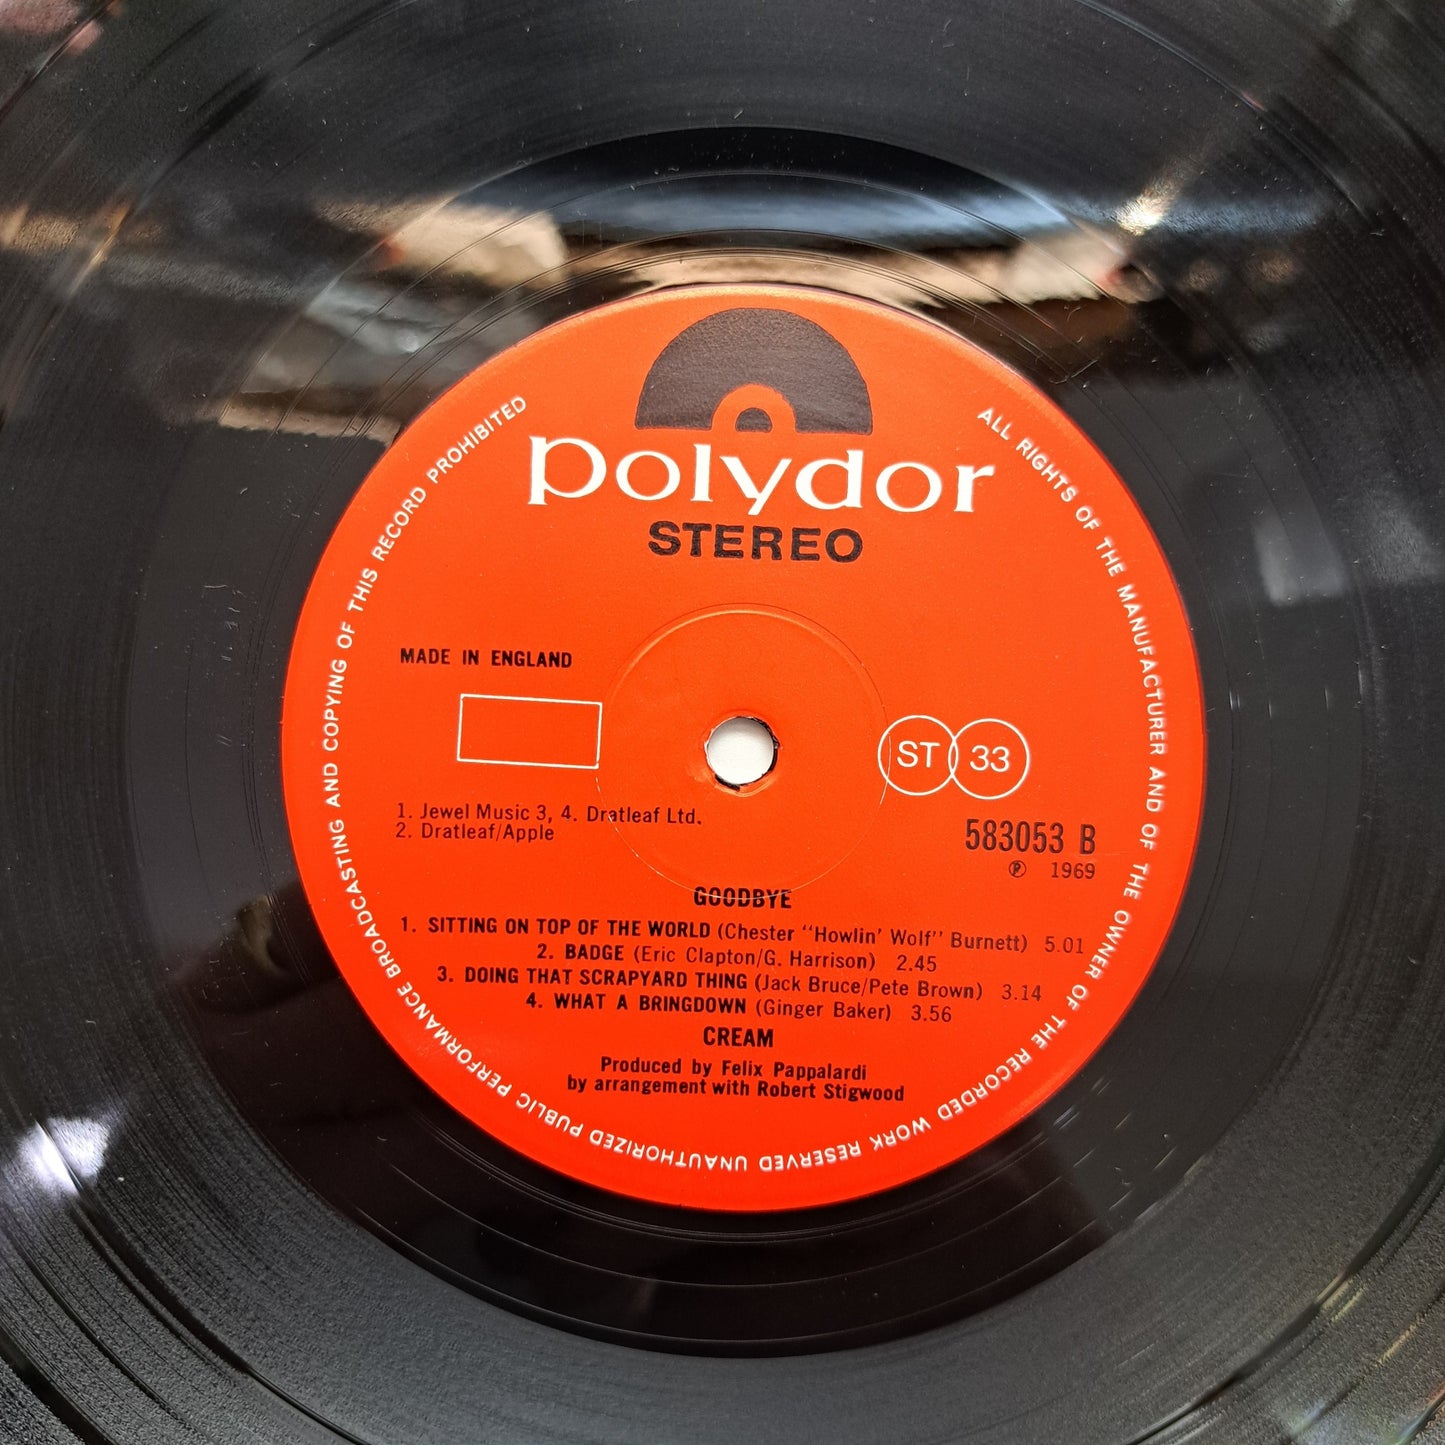 polydor
STEREO
MADE IN ENGLAND
ST 33
1. Jewel Music 3, 4. Dratleaf Ltd.
2. Dratleaf/Apple
583053 B
℗ 1969
GOODBYE
1. SITTING ON TOP OF THE WORLD (Chester "Howlin' Wolf" Burnett) 5.01
2. BADGE (Eric Clapton/G. Harrison) 2.45
3. DOING THAT SCRAPYARD THING (Jack Bruce/Pete Brown) 3.14
4. WHAT A BRINGDOWN (Ginger Baker) 3.56
CREAM
Produced by Felix Pappalardi
by arrangement with Robert Stigwood
ALL RIGHTS OF THE MANUFACTURER AND OF THE OWNER OF THE RECORDED WORK RESERVED UNAUTHORIZED PUBLIC PERFORMANCE BROADCASTING AND COPYING OF THIS RECORD PROHIBITED